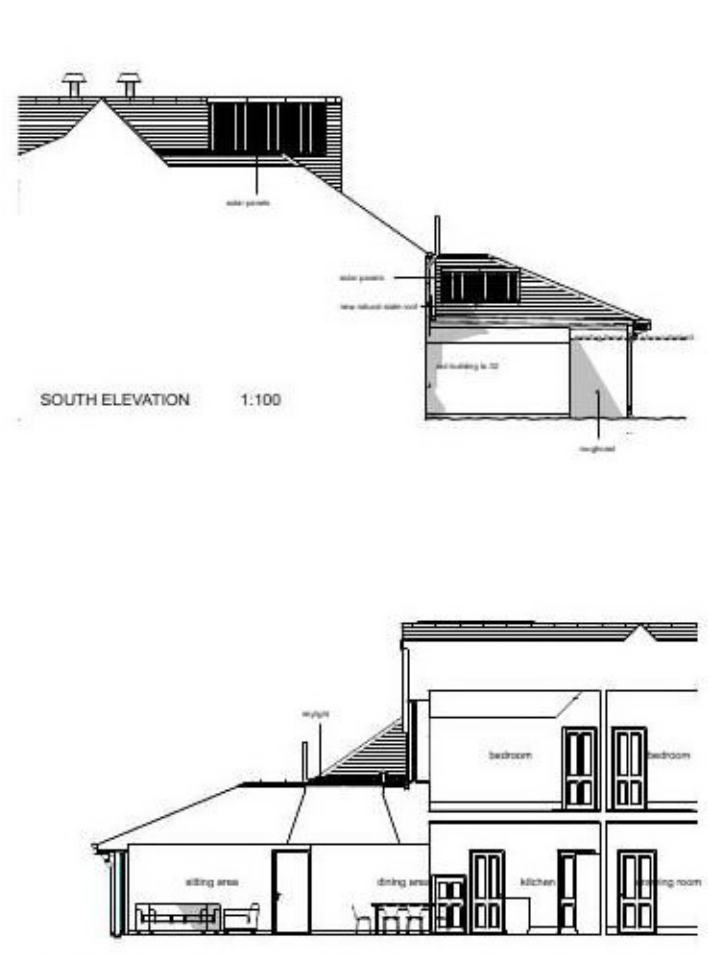 solar panels
solar panels
new natural slate roof
SOUTH ELEVATION 1:100
roughcast
skylight
bedroom
bedroom
sitting area
dining area
kitchen
room